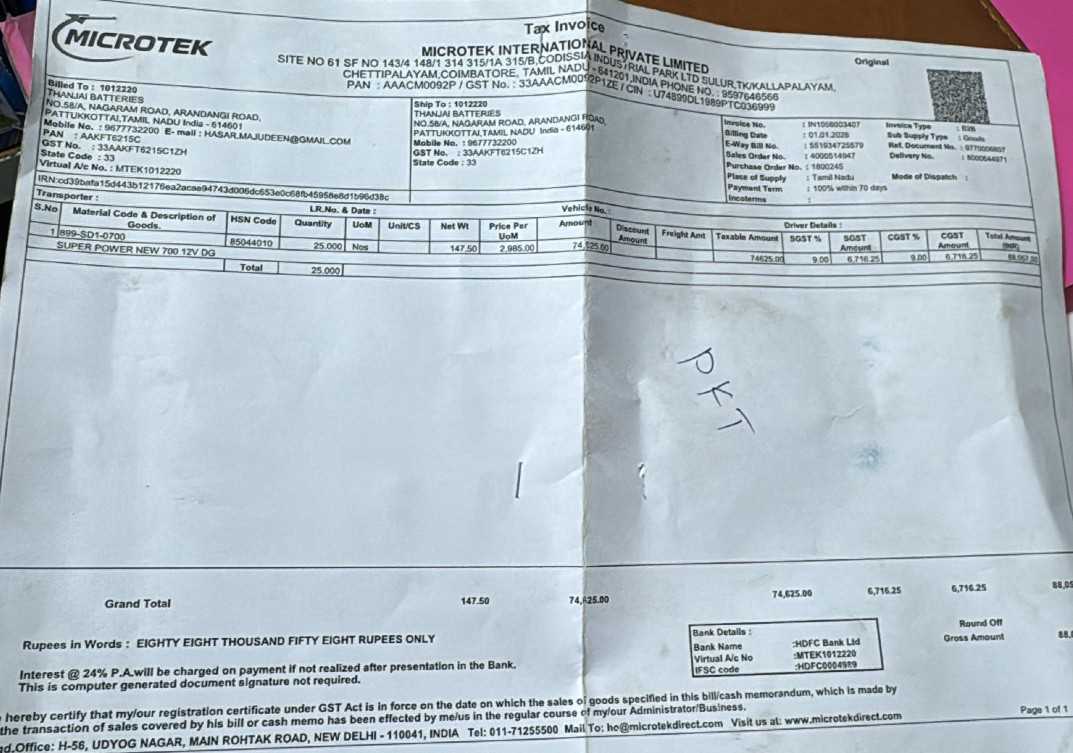 Tax Invoice
MICROTEK
MICROTEK INTERNATIONAL PRIVATE LIMITED
Original
SITE NO 61 SF NO 143/4 148/1 314 315/1A 315/B,CODISSIA INDUSTRIAL PARK LTD SULUR,TK/KALLAPALAYAM,
CHETTIPALAYAM,COIMBATORE, TAMIL NADU - 641201,INDIA PHONE NO.: 9597646566
PAN : AAACM0092P / GST No. : 33AAACM0092P1ZE / CIN : U74899DL1989PTC036999
Billed To : 1012220
THANJAI BATTERIES
NO.58/A, NAGARAM ROAD, ARANDANGI ROAD,
PATTUKKOTTAI,TAMIL NADU India - 614601
Mobile No. : 9677732200 E- mail : HASAR.MAJUDEEN@GMAIL.COM
PAN : AAKFT6215C
GST No. : 33AAKFT6215C1ZH
State Code : 33
Virtual A/c No. : MTEK1012220
Ship To : 1012220
THANJAI BATTERIES
NO.58/A, NAGARAM ROAD, ARANDANGI ROAD,
PATTUKKOTTAI,TAMIL NADU India - 614601
Mobile No. : 9677732200
GST No. : 33AAKFT6215C1ZH
State Code : 33
Invoice No. : IN1056003407
Billing Date : 01.01.2026
E-Way Bill No. : 551934725579
Sales Order No. : 4000514947
Purchase Order No. : 1800245
Place of Supply : Tamil Nadu
Payment Term : 100% within 70 days
Incoterms :
Invoice Type : B2B
Sub Supply Type : Goods
Ref. Document No. : 9770006857
Delivery No. : 8000544971
Mode of Dispatch :
IRN:cd39bafa15d443b12176ea2acae94743d006dc653e0c68fb45958e8d1b96d38c
Transporter : LR.No. & Date : Vehicle No. : Driver Details :
S.No Material Code & Description of Goods. HSN Code Quantity UoM Unit/CS Net Wt Price Per UoM Amount Discount Amount Freight Amt Taxable Amount SGST % SGST Amount CGST % CGST Amount Total Amount (INR)
1 899-SD1-0700 85044010 25.000 Nos 147.50 2,985.00 74,625.00 74625.00 9.00 6,716.25 9.00 6,716.25 88,057.50
SUPER POWER NEW 700 12V DG
Total 25.000
PKT
Grand Total 147.50 74,625.00 74,625.00 6,716.25 6,716.25 88,05
Round Off
Rupees in Words : EIGHTY EIGHT THOUSAND FIFTY EIGHT RUPEES ONLY
Gross Amount 88,0
Bank Details :
Bank Name :HDFC Bank Ltd
Virtual A/c No :MTEK1012220
IFSC code :HDFC0004989
Interest @ 24% P.A.will be charged on payment if not realized after presentation in the Bank.
This is computer generated document signature not required.
hereby certify that my/our registration certificate under GST Act is in force on the date on which the sales of goods specified in this bill/cash memorandum, which is made by
the transaction of sales covered by his bill or cash memo has been effected by me/us in the regular course of my/our Administrator/Business.
Page 1 of 1
gd.Office: H-56, UDYOG NAGAR, MAIN ROHTAK ROAD, NEW DELHI - 110041, INDIA Tel: 011-71255500 Mail To: ho@microtekdirect.com Visit us at: www.microtekdirect.com